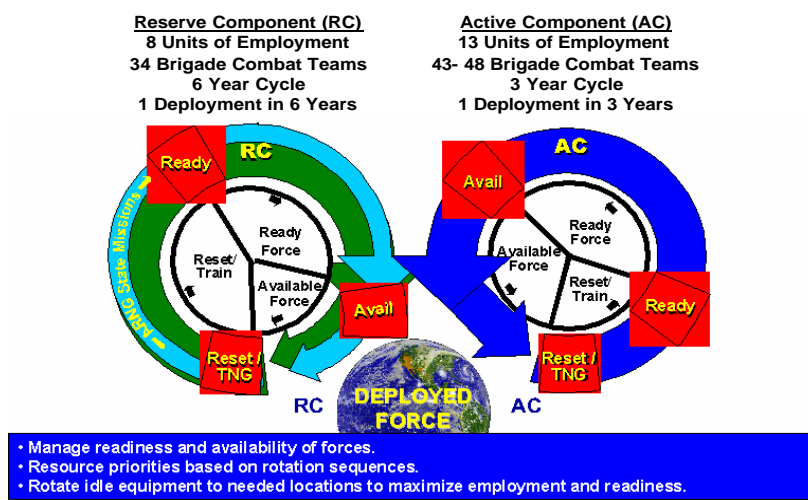 Reserve Component (RC)
8 Units of Employment
34 Brigade Combat Teams
6 Year Cycle
1 Deployment in 6 Years
Active Component (AC)
13 Units of Employment
43- 48 Brigade Combat Teams
3 Year Cycle
1 Deployment in 3 Years
RC
Ready
ARNG State Missions
Ready
Force
Reset/
Train
Available
Force
Avail
Reset /
TNG
AC
Avail
Ready
Force
Available
Force
Reset/
Train
Ready
Reset /
TNG
RC
DEPLOYED
FORCE
AC
• Manage readiness and availability of forces.
• Resource priorities based on rotation sequences.
• Rotate idle equipment to needed locations to maximize employment and readiness.